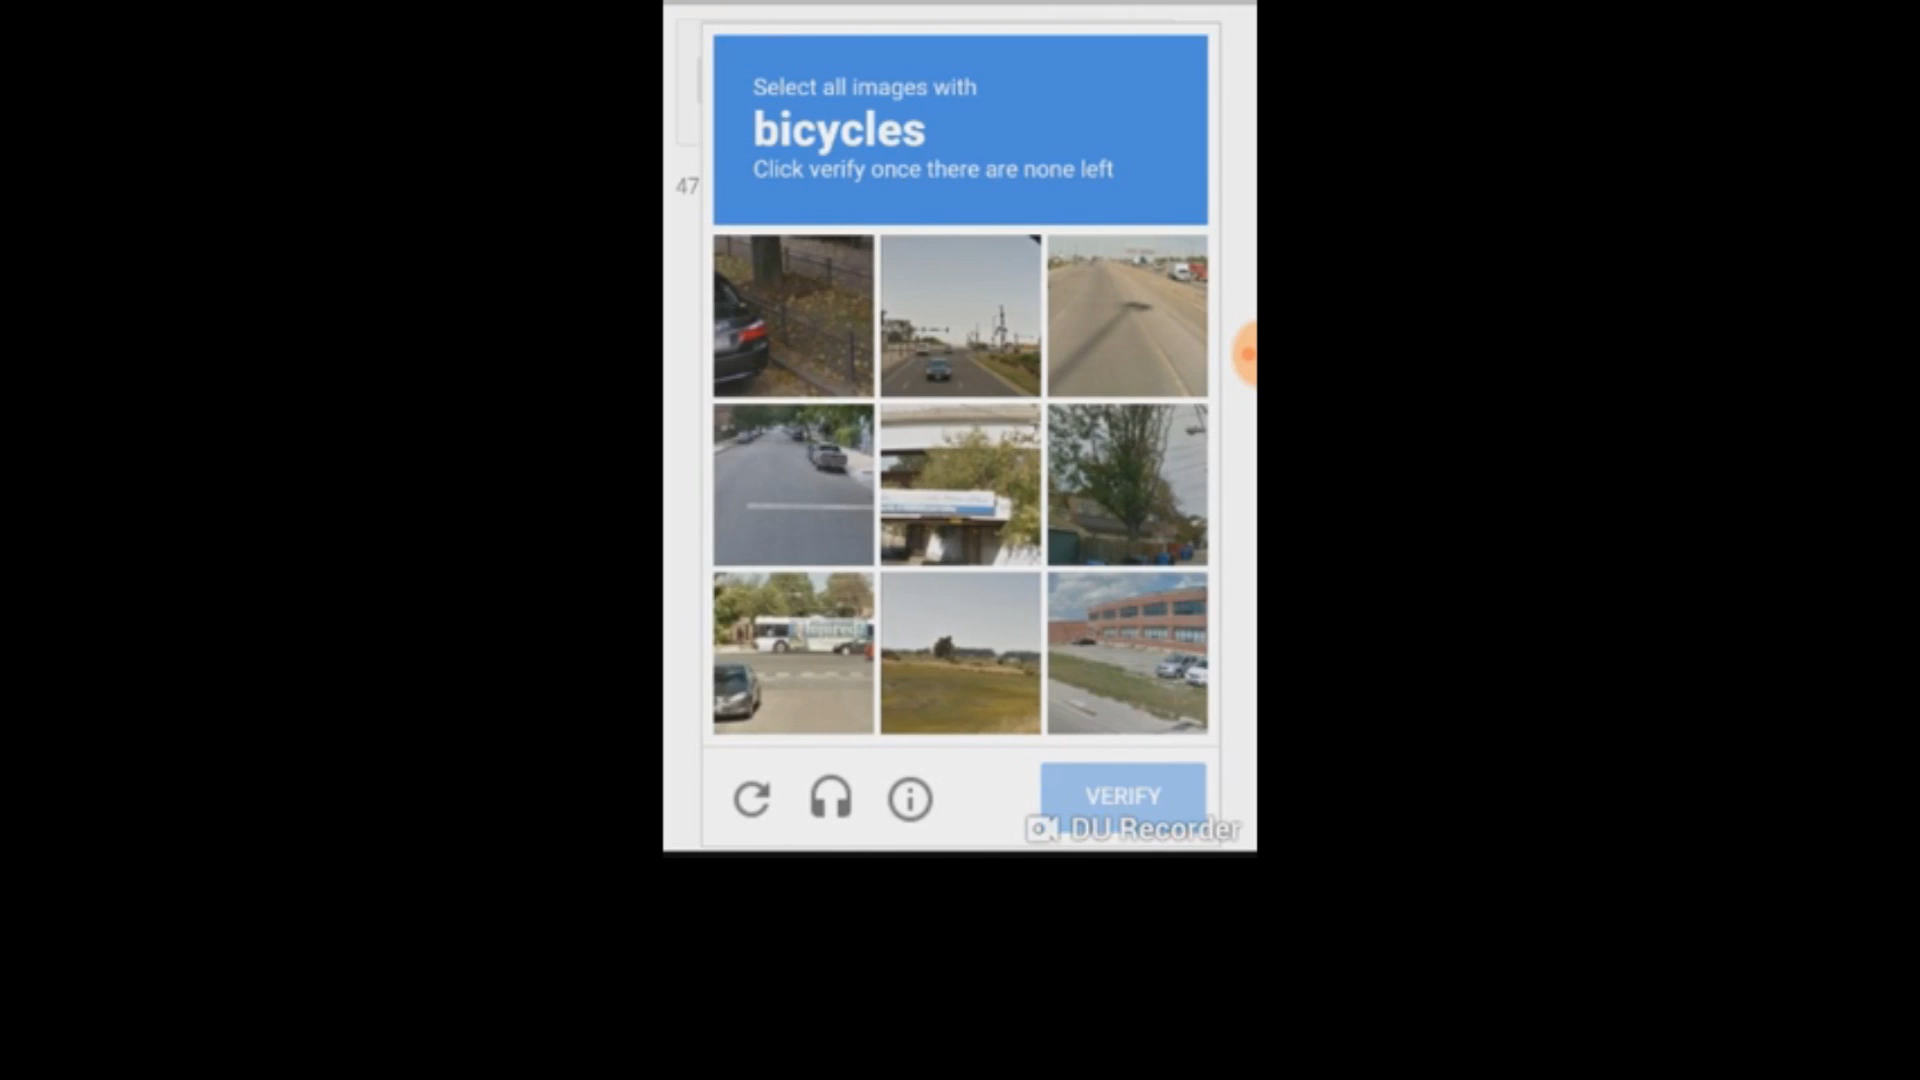 Select all images with
bicycles
Click verify once there are none left
47
VERIFY
DU Recorder